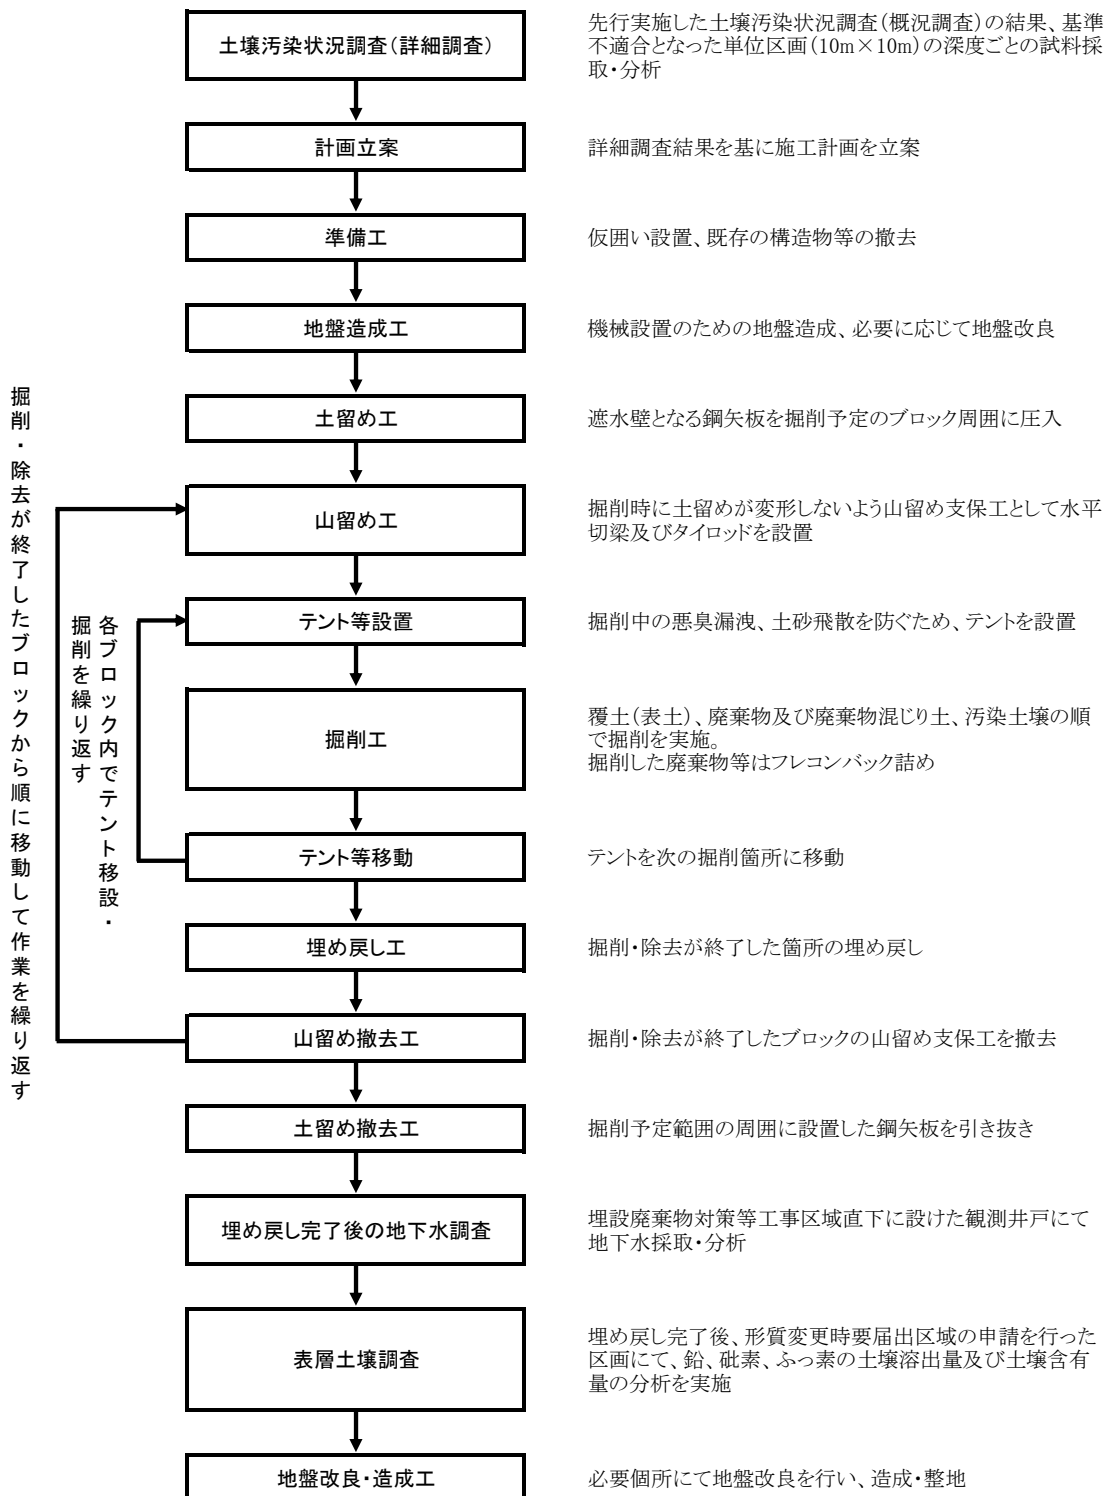 土壌汚染状況調査（詳細調査）
先行実施した土壌汚染状況調査（概況調査）の結果、基準
不適合となった単位区画（10m×10m）の深度ごとの試料採
取・分析
計画立案
詳細調査結果を基に施工計画を立案
準備工
仮囲い設置、既存の構造物等の撤去
地盤造成工
機械設置のための地盤造成、必要に応じて地盤改良
土留め工
遮水壁となる鋼矢板を掘削予定のブロック周囲に圧入
山留め工
掘削時に土留めが変形しないよう山留め支保工として水平
切梁及びタイロッドを設置
テント等設置
掘削中の悪臭漏洩、土砂飛散を防ぐため、テントを設置
掘削工
覆土（表土）、廃棄物及び廃棄物混じり土、汚染土壌の順
で掘削を実施。
掘削した廃棄物等はフレコンバック詰め
テント等移動
テントを次の掘削箇所に移動
埋め戻し工
掘削・除去が終了した箇所の埋め戻し
山留め撤去工
掘削・除去が終了したブロックの山留め支保工を撤去
土留め撤去工
掘削予定範囲の周囲に設置した鋼矢板を引き抜き
埋め戻し完了後の地下水調査
埋設廃棄物対策等工事区域直下に設けた観測井戸にて
地下水採取・分析
表層土壌調査
埋め戻し完了後、形質変更時要届出区域の申請を行った
区画にて、鉛、砒素、ふっ素の土壌溶出量及び土壌含有
量の分析を実施
地盤改良・造成工
必要個所にて地盤改良を行い、造成・整地
各ブロック内でテント移設・
掘削を繰り返す
掘削・除去が終了したブロックから順に移動して作業を繰り返す